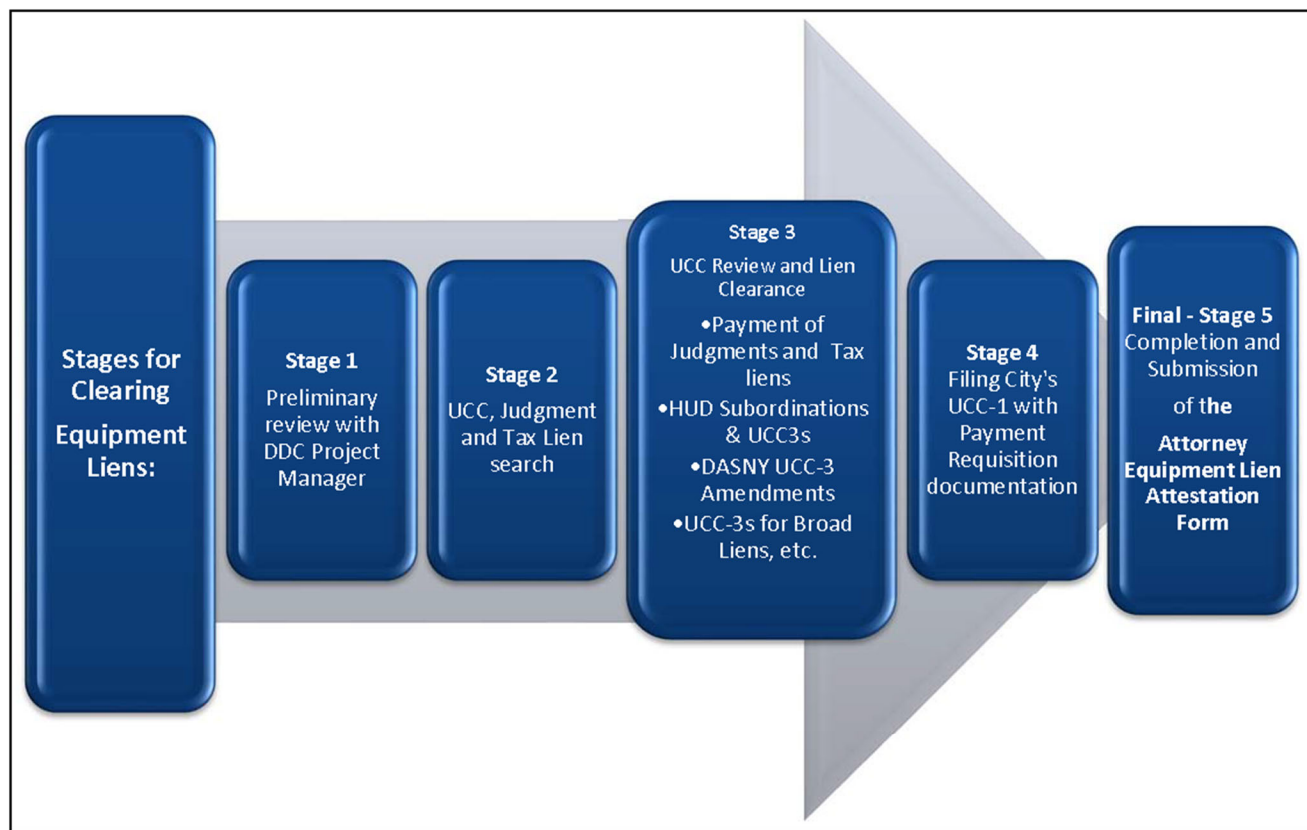 Stages for
Clearing
Equipment
Liens:
Stage 1
Preliminary
review with
DDC Project
Manager
Stage 2
UCC, Judgment
and Tax Lien
search
Stage 3
UCC Review and Lien
Clearance
•Payment of
Judgments and Tax
liens
•HUD Subordinations
& UCC3s
•DASNY UCC-3
Amendments
•UCC-3s for Broad
Liens, etc.
Stage 4
Filing City's
UCC-1 with
Payment
Requisition
documentation
Final - Stage 5
Completion and
Submission
of the
Attorney
Equipment Lien
Attestation
Form